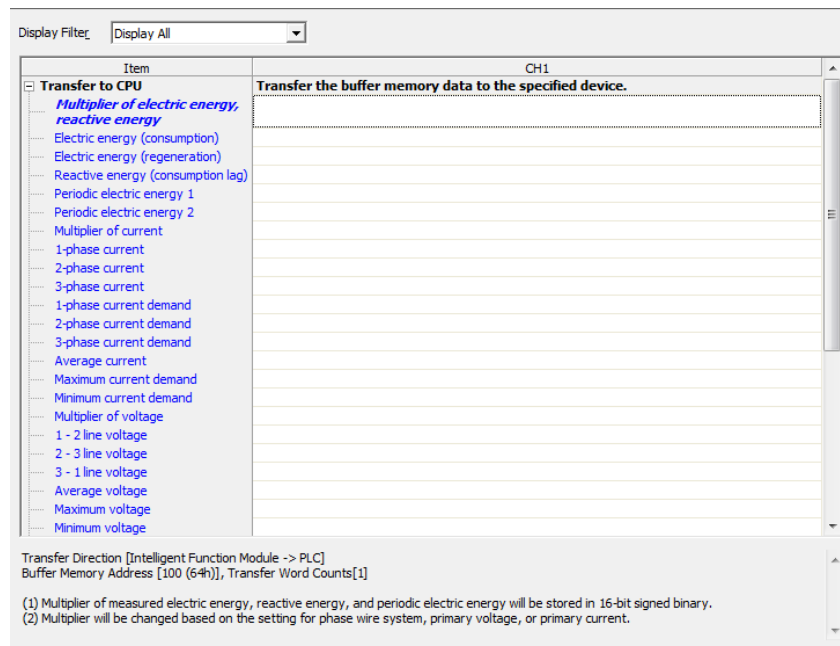 Display Filter Display All
Item CH1
Transfer to CPU Transfer the buffer memory data to the specified device.
Multiplier of electric energy,
reactive energy
Electric energy (consumption)
Electric energy (regeneration)
Reactive energy (consumption lag)
Periodic electric energy 1
Periodic electric energy 2
Multiplier of current
1-phase current
2-phase current
3-phase current
1-phase current demand
2-phase current demand
3-phase current demand
Average current
Maximum current demand
Minimum current demand
Multiplier of voltage
1 - 2 line voltage
2 - 3 line voltage
3 - 1 line voltage
Average voltage
Maximum voltage
Minimum voltage
Transfer Direction [Intelligent Function Module -> PLC]
Buffer Memory Address [100 (64h)], Transfer Word Counts[1]
(1) Multiplier of measured electric energy, reactive energy, and periodic electric energy will be stored in 16-bit signed binary.
(2) Multiplier will be changed based on the setting for phase wire system, primary voltage, or primary current.